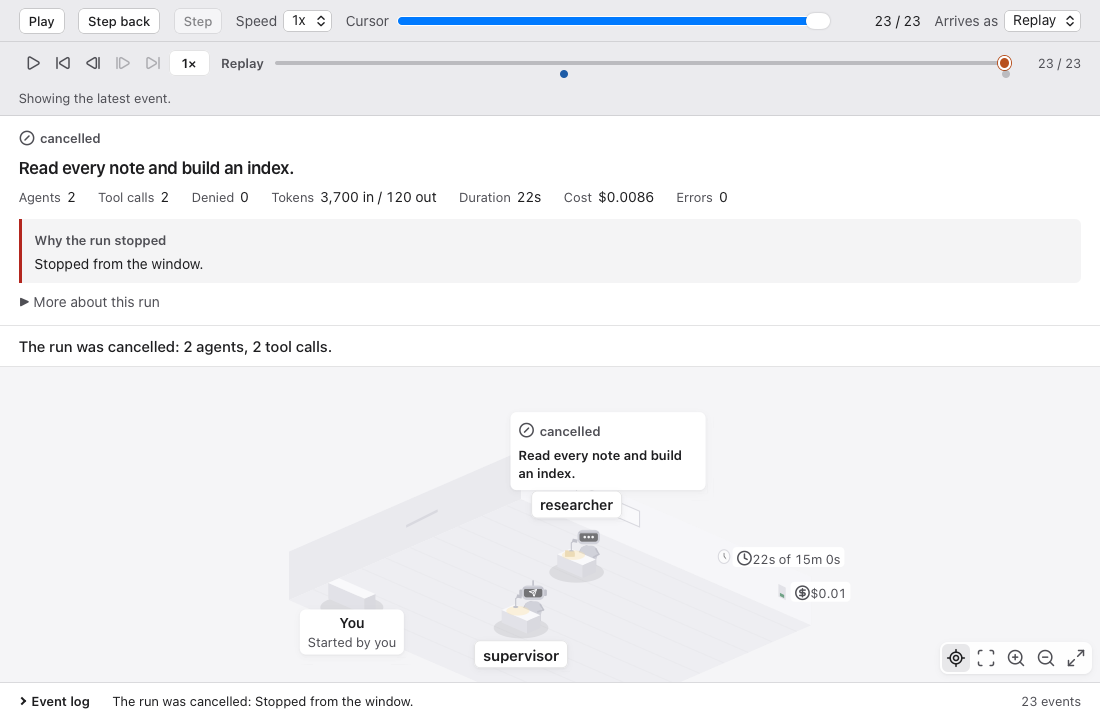 Play Step back Step Speed 1x Cursor 23 / 23 Arrives as Replay
1x Replay 23 / 23
Showing the latest event.
cancelled
Read every note and build an index.
Agents 2 Tool calls 2 Denied 0 Tokens 3,700 in / 120 out Duration 22s Cost $0.0086 Errors 0
Why the run stopped
Stopped from the window.
More about this run
The run was cancelled: 2 agents, 2 tool calls.
cancelled
Read every note and build
an index.
researcher
22s of 15m 0s
$0.01
You
Started by you
supervisor
Event log The run was cancelled: Stopped from the window. 23 events